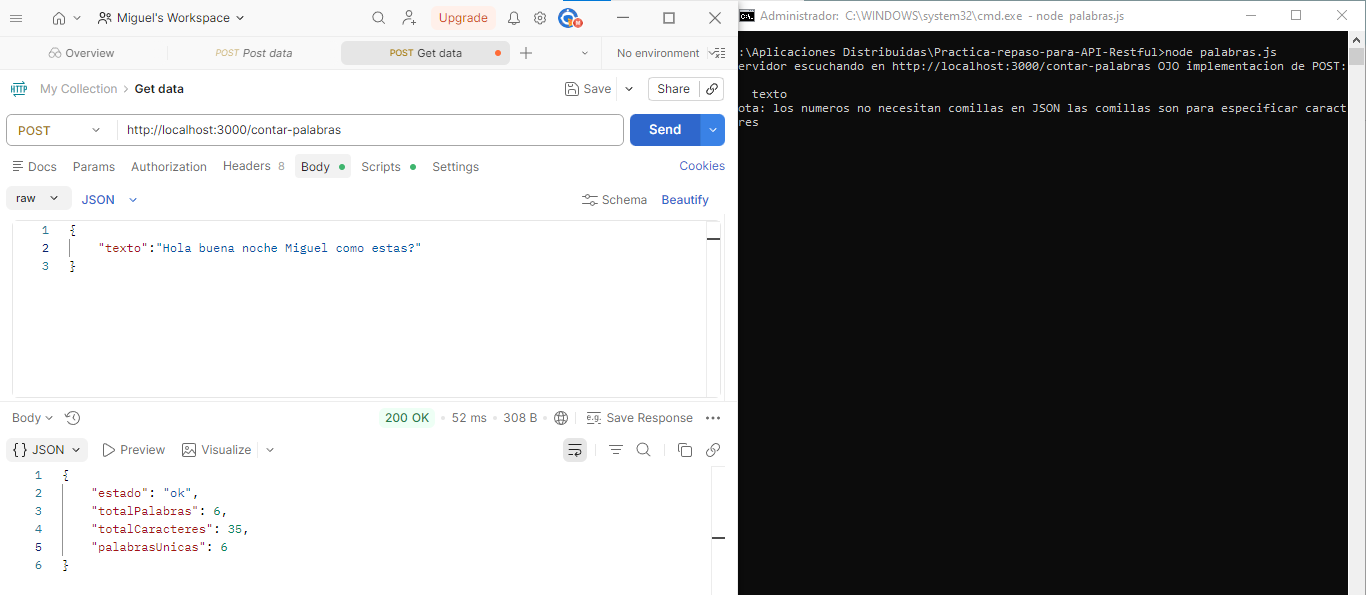 Miguel's Workspace
Upgrade
Overview
POST Post data
POST Get data
No environment
HTTP My Collection > Get data
Save
Share
POST
http://localhost:3000/contar-palabras
Send
Docs Params Authorization Headers 8 Body Scripts Settings
Cookies
raw
JSON
Schema
Beautify
1 {
2 "texto":"Hola buena noche Miguel como estas?"
3 }
Body
200 OK • 52 ms • 308 B
e.g. Save Response
{ } JSON
Preview
Visualize
1 {
2 "estado": "ok",
3 "totalPalabras": 6,
4 "totalCaracteres": 35,
5 "palabrasUnicas": 6
6 }
Administrador: C:\WINDOWS\system32\cmd.exe - node palabras.js
:\Aplicaciones Distribuidas\Practica-repaso-para-API-Restful>node palabras.js
ervidor escuchando en http://localhost:3000/contar-palabras OJO implementacion de POST:
texto
ota: los numeros no necesitan comillas en JSON las comillas son para especificar caract
res